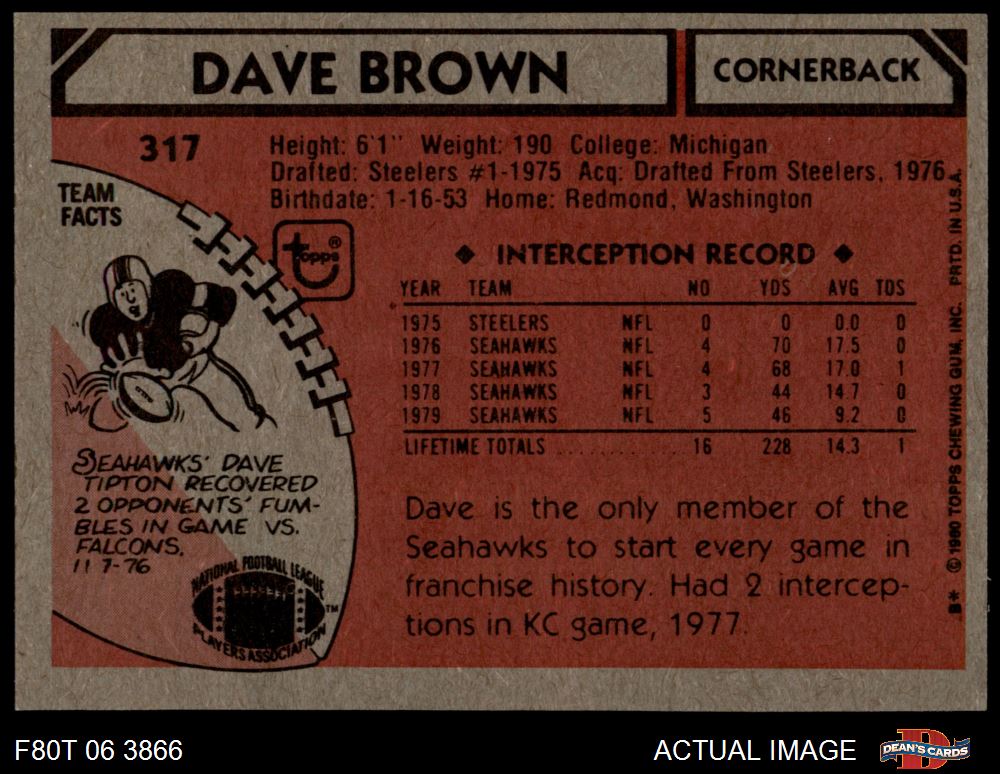 DAVE BROWN
CORNERBACK
317
Height: 6'1" Weight: 190 College: Michigan
Drafted: Steelers #1-1975 Acq: Drafted From Steelers, 1976
Birthdate: 1-16-53 Home: Redmond, Washington
TEAM
FACTS
topps®
◆ INTERCEPTION RECORD ◆
YEAR TEAM NO YDS AVG TDS
1975 STEELERS NFL 0 0 0.0 0
1976 SEAHAWKS NFL 4 70 17.5 0
1977 SEAHAWKS NFL 4 68 17.0 1
1978 SEAHAWKS NFL 3 44 14.7 0
1979 SEAHAWKS NFL 5 46 9.2 0
LIFETIME TOTALS . . . . . . . . . . . 16 228 14.3 1
SEAHAWKS' DAVE
TIPTON RECOVERED
2 OPPONENTS' FUM-
BLES IN GAME VS.
FALCONS.
11 7-76
NATIONAL FOOTBALL LEAGUE
PLAYERS ASSOCIATION
TM
Dave is the only member of the
Seahawks to start every game in
franchise history. Had 2 intercep-
tions in KC game, 1977
B* © 1980 TOPPS CHEWING GUM, INC. PRTD. IN U.S.A.
F80T 06 3866
ACTUAL IMAGE
DEAN'S CARDS